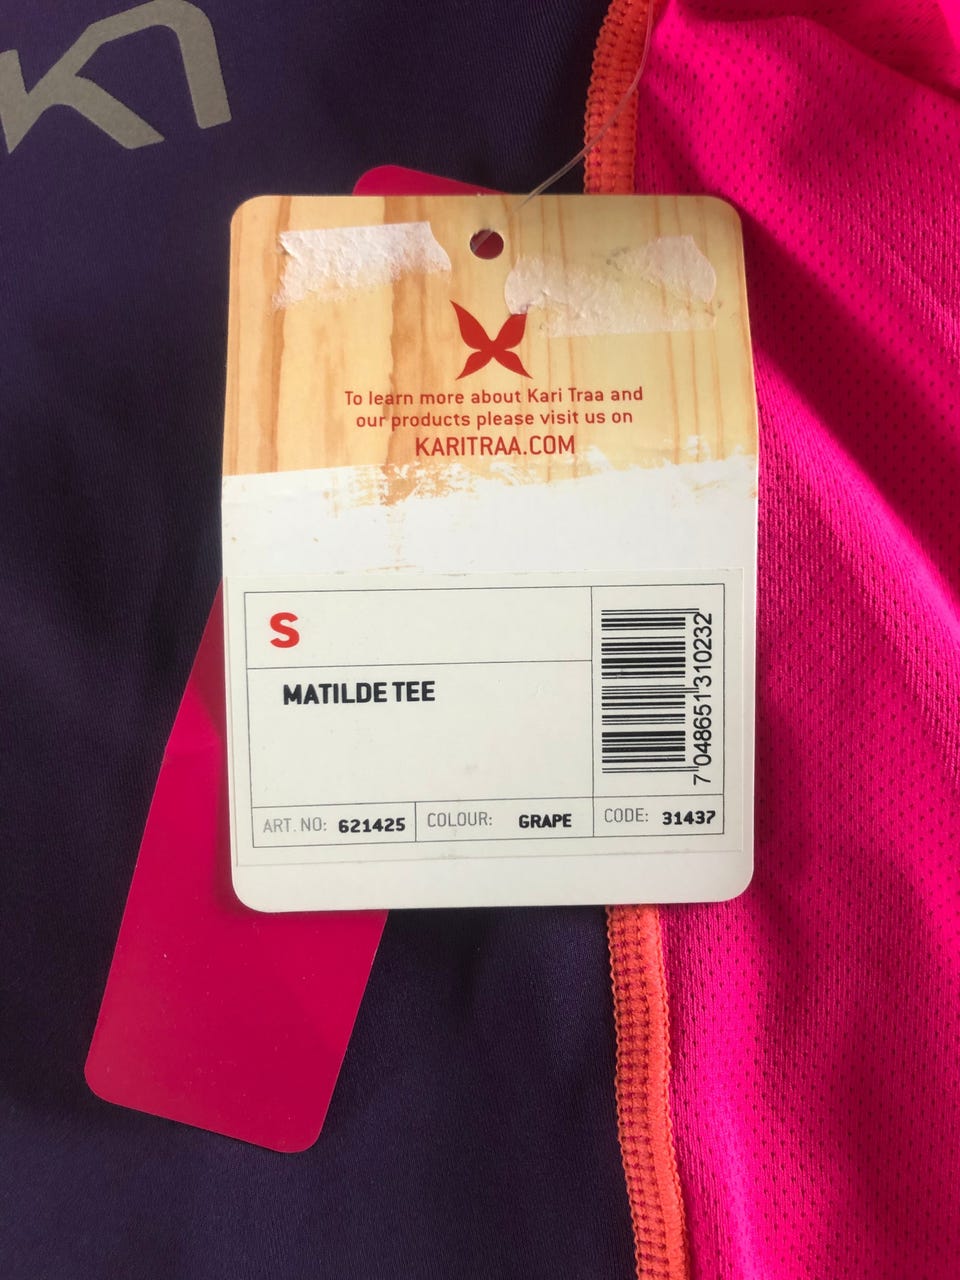 To learn more about Kari Traa and
our products please visit us on
KARITRAA.COM
S
MATILDE TEE
7 048651 310232
ART. NO: 621425
COLOUR: GRAPE
CODE: 31437